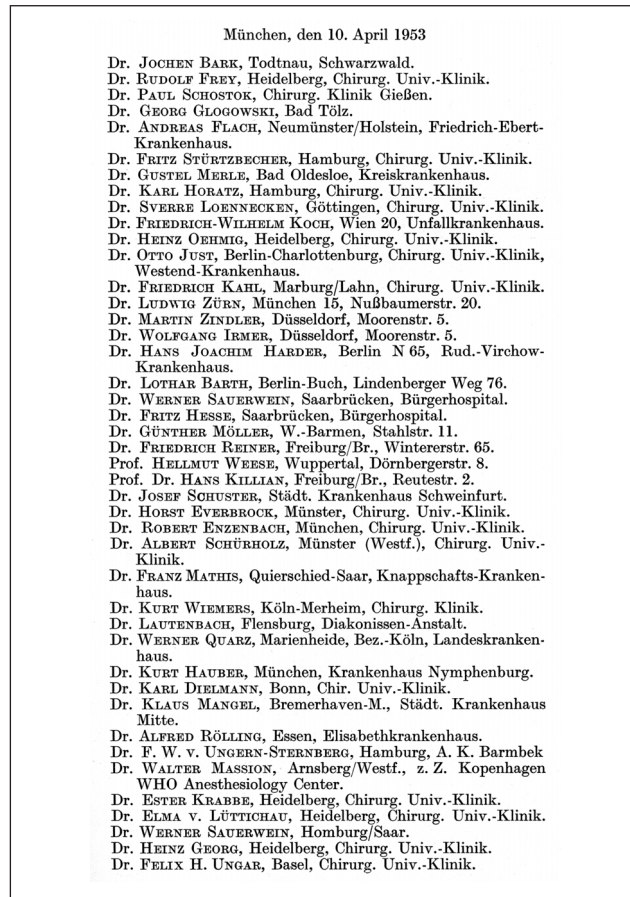 München, den 10. April 1953
Dr. JOCHEN BARK, Todtnau, Schwarzwald.
Dr. RUDOLF FREY, Heidelberg, Chirurg. Univ.-Klinik.
Dr. PAUL SCHOSTOK, Chirurg. Klinik Gießen.
Dr. GEORG GLOGOWSKI, Bad Tölz.
Dr. ANDREAS FLACH, Neumünster/Holstein, Friedrich-Ebert-
Krankenhaus.
Dr. FRITZ STÜRTZBECHER, Hamburg, Chirurg. Univ.-Klinik.
Dr. GUSTEL MERLE, Bad Oldesloe, Kreiskrankenhaus.
Dr. KARL HORATZ, Hamburg, Chirurg. Univ.-Klinik.
Dr. SVERRE LOENNECKEN, Göttingen, Chirurg. Univ.-Klinik.
Dr. FRIEDRICH-WILHELM KOCH, Wien 20, Unfallkrankenhaus.
Dr. HEINZ OEHMIG, Heidelberg, Chirurg. Univ.-Klinik.
Dr. OTTO JUST, Berlin-Charlottenburg, Chirurg. Univ.-Klinik,
Westend-Krankenhaus.
Dr. FRIEDRICH KAHL, Marburg/Lahn, Chirurg. Univ.-Klinik.
Dr. LUDWIG ZÜRN, München 15, Nußbaumerstr. 20.
Dr. MARTIN ZINDLER, Düsseldorf, Moorenstr. 5.
Dr. WOLFGANG IRMER, Düsseldorf, Moorenstr. 5.
Dr. HANS JOACHIM HARDER, Berlin N 65, Rud.-Virchow-
Krankenhaus.
Dr. LOTHAR BARTH, Berlin-Buch, Lindenberger Weg 76.
Dr. WERNER SAUERWEIN, Saarbrücken, Bürgerhospital.
Dr. FRITZ HESSE, Saarbrücken, Bürgerhospital.
Dr. GÜNTHER MÖLLER, W.-Barmen, Stahlstr. 11.
Dr. FRIEDRICH REINER, Freiburg/Br., Wintererstr. 65.
Prof. HELLMUT WEESE, Wuppertal, Dörnbergerstr. 8.
Prof. Dr. HANS KILLIAN, Freiburg/Br., Reutestr. 2.
Dr. JOSEF SCHUSTER, Städt. Krankenhaus Schweinfurt.
Dr. HORST EVERBROCK, Münster, Chirurg. Univ.-Klinik.
Dr. ROBERT ENZENBACH, München, Chirurg. Univ.-Klinik.
Dr. ALBERT SCHÜRHOLZ, Münster (Westf.), Chirurg. Univ.-
Klinik.
Dr. FRANZ MATHIS, Quierschied-Saar, Knappschafts-Kranken-
haus.
Dr. KURT WIEMERS, Köln-Merheim, Chirurg. Klinik.
Dr. LAUTENBACH, Flensburg, Diakonissen-Anstalt.
Dr. WERNER QUARZ, Marienheide, Bez.-Köln, Landeskranken-
haus.
Dr. KURT HAUBER, München, Krankenhaus Nymphenburg.
Dr. KARL DIELMANN, Bonn, Chir. Univ.-Klinik.
Dr. KLAUS MANGEL, Bremerhaven-M., Städt. Krankenhaus
Mitte.
Dr. ALFRED RÖLLING, Essen, Elisabethkrankenhaus.
Dr. F. W. v. UNGERN-STERNBERG, Hamburg, A. K. Barmbek
Dr. WALTER MASSION, Arnsberg/Westf., z. Z. Kopenhagen
WHO Anesthesiology Center.
Dr. ESTER KRABBE, Heidelberg, Chirurg. Univ.-Klinik.
Dr. ELMA v. LÜTTICHAU, Heidelberg, Chirurg. Univ.-Klinik.
Dr. WERNER SAUERWEIN, Homburg/Saar.
Dr. HEINZ GEORG, Heidelberg, Chirurg. Univ.-Klinik.
Dr. FELIX H. UNGAR, Basel, Chirurg. Univ.-Klinik.